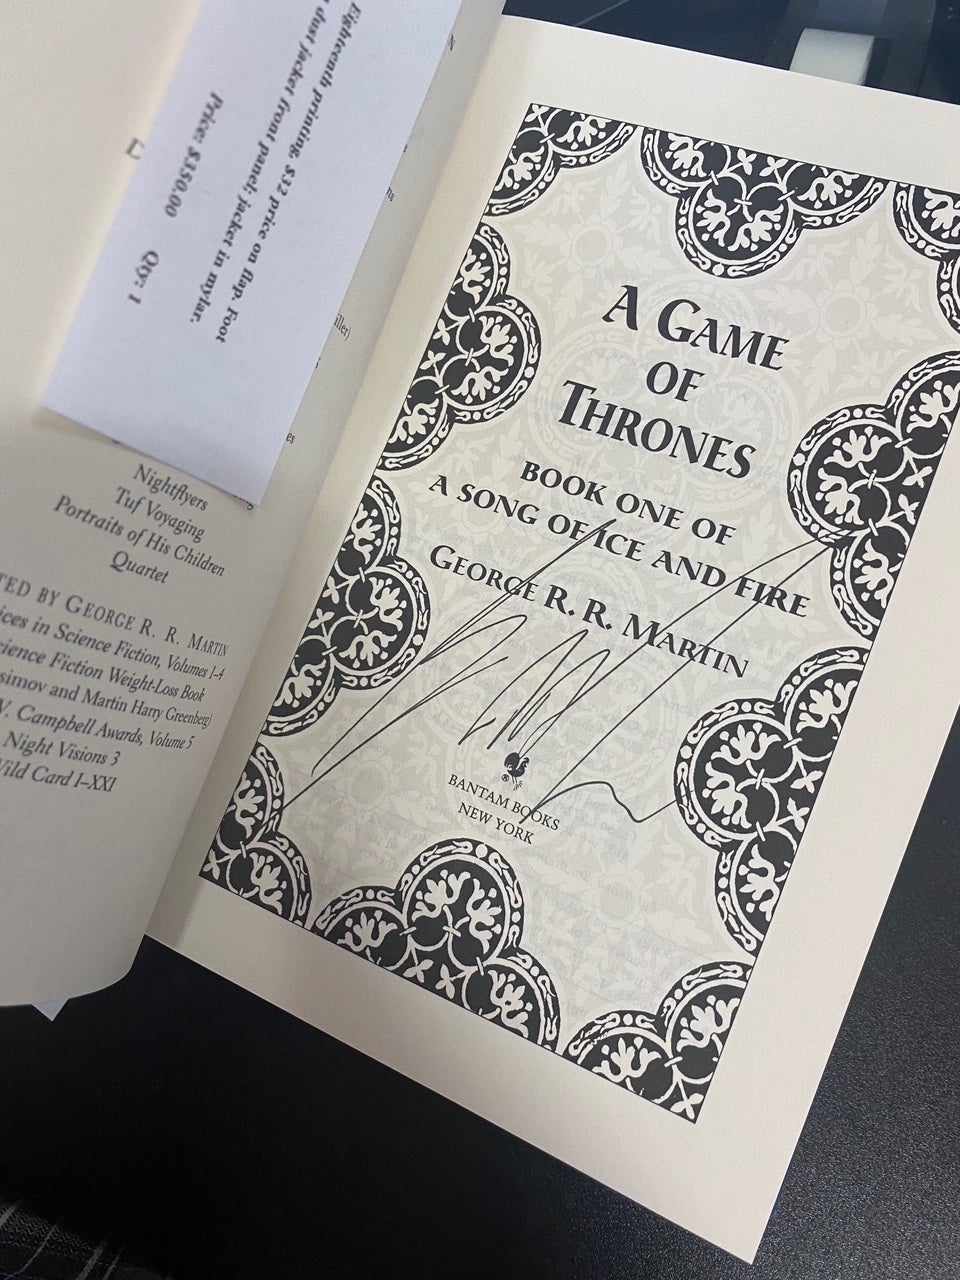 Eighteenth printing. $32 price on flap. Foot
dust jacket front panel; jacket in mylar.
Price: $350.00 Qty: 1
Nightflyers
Tuf Voyaging
Portraits of His Children
Quartet
TED BY GEORGE R. R. MARTIN
ices in Science Fiction, Volumes 1–4
cience Fiction Weight-Loss Book
simov and Martin Harry Greenberg)
W. Campbell Awards, Volume 5
Night Visions 3
Wild Card I–XXI
A GAME
OF
THRONES
BOOK ONE OF
A SONG OF ICE AND FIRE
GEORGE R. R. MARTIN
BANTAM BOOKS
NEW YORK